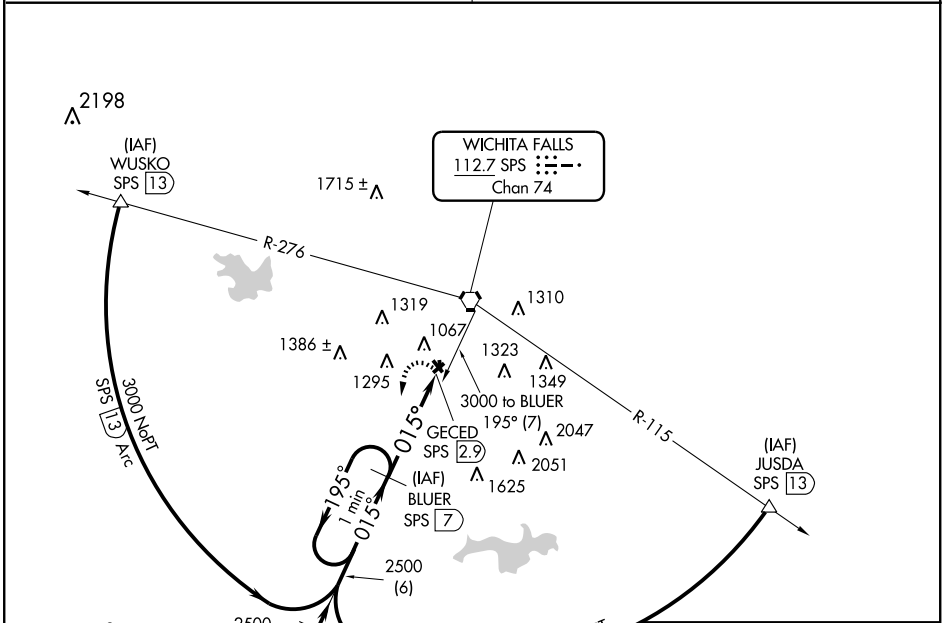 2198
(IAF)
WUSKO
SPS 13
1715 ±
WICHITA FALLS
112.7 SPS
Chan 74
R-276
1319
1310
1067
1386 ±
1295
1323
1349
3000 to BLUER
195° (7)
R-115
3000 NoPT
SPS 13 Arc
015°
GECED
SPS 2.9
2047
2051
1625
(IAF)
JUSDA
SPS 13
195°
1 min
015°
(IAF)
BLUER
SPS 7
2500
(6)
2500